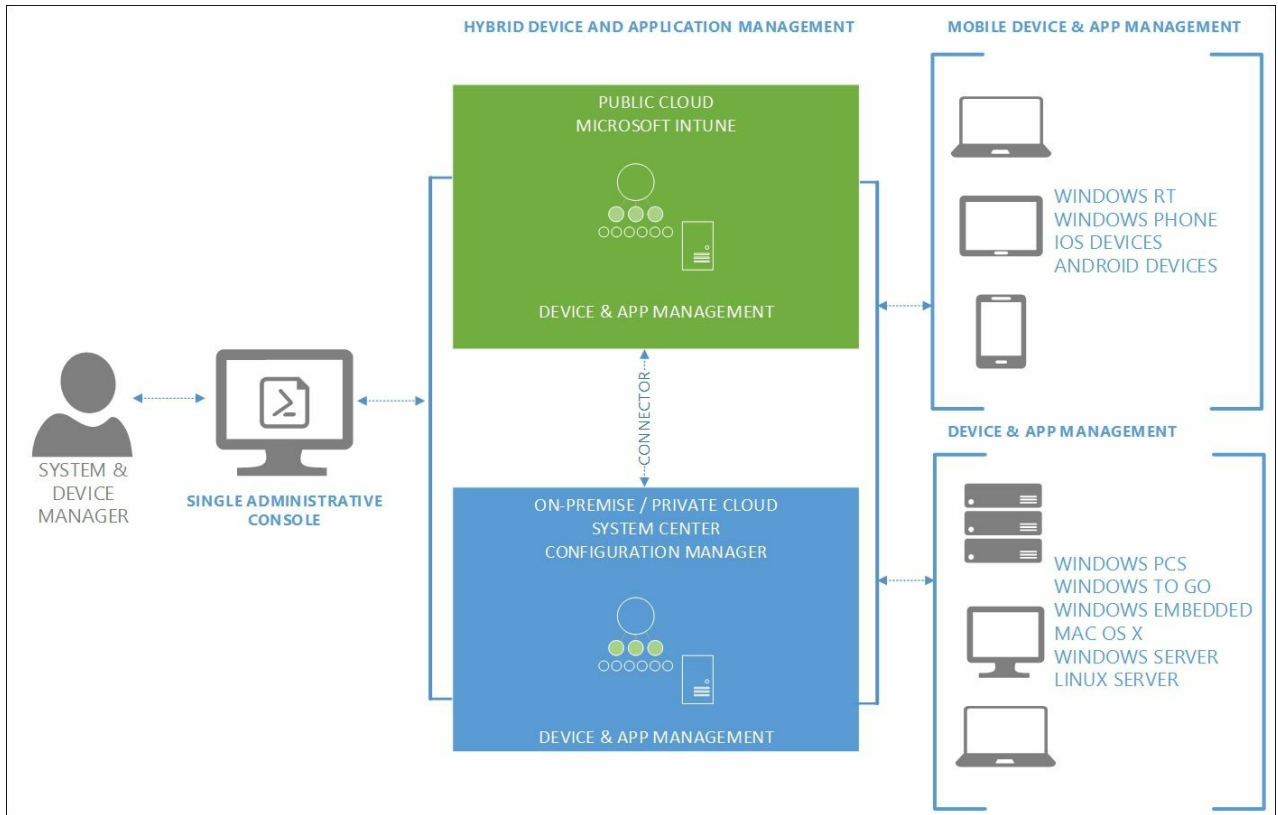 HYBRID DEVICE AND APPLICATION MANAGEMENT
MOBILE DEVICE & APP MANAGEMENT
PUBLIC CLOUD
MICROSOFT INTUNE
DEVICE & APP MANAGEMENT
WINDOWS RT
WINDOWS PHONE
IOS DEVICES
ANDROID DEVICES
CONNECTOR
SYSTEM &
DEVICE
MANAGER
SINGLE ADMINISTRATIVE
CONSOLE
ON-PREMISE / PRIVATE CLOUD
SYSTEM CENTER
CONFIGURATION MANAGER
DEVICE & APP MANAGEMENT
DEVICE & APP MANAGEMENT
WINDOWS PCS
WINDOWS TO GO
WINDOWS EMBEDDED
MAC OS X
WINDOWS SERVER
LINUX SERVER